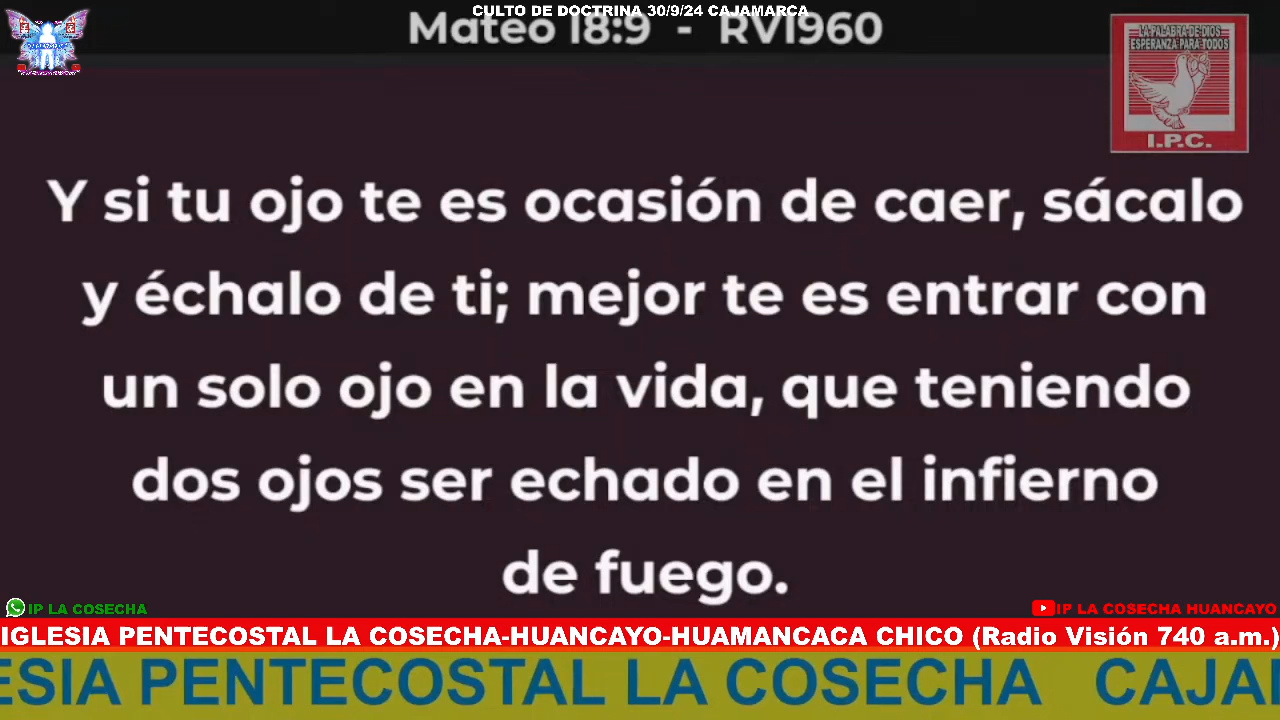 CULTO DE DOCTRINA 30/9/24 CAJAMARCA
Mateo 18:9 - RV1960
LA PALABRA DE DIOS
ESPERANZA PARA TODOS
I.P.C.
Y si tu ojo te es ocasión de caer, sácalo
y échalo de ti; mejor te es entrar con
un solo ojo en la vida, que teniendo
dos ojos ser echado en el infierno
de fuego.
IP LA COSECHA
IP LA COSECHA HUANCAYO
IGLESIA PENTECOSTAL LA COSECHA-HUANCAYO-HUAMANCACA CHICO (Radio Visión 740 a.m.)
ESIA PENTECOSTAL LA COSECHA CAJA